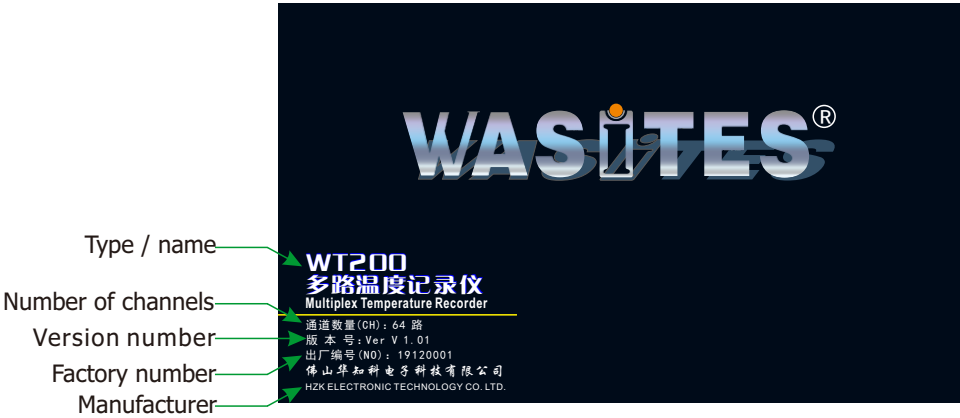 WASiTES®
Type / name
WT200
多路温度记录仪
Multiplex Temperature Recorder
Number of channels
通道数量(CH): 64 路
Version number
版 本 号: Ver V 1.01
Factory number
出厂编号(NO): 19120001
佛山华知科电子科技有限公司
Manufacturer
HZK ELECTRONIC TECHNOLOGY CO. LTD.